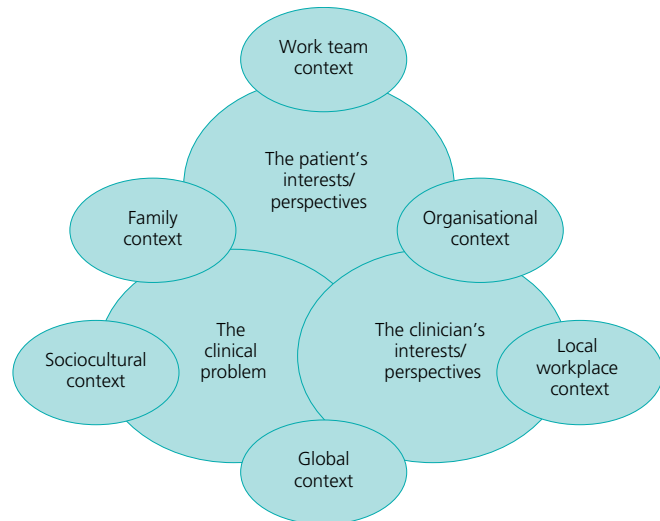 Work team
context
The patient's
interests/
perspectives
Family
context
Organisational
context
The
clinical
problem
The clinician's
interests/
perspectives
Sociocultural
context
Local
workplace
context
Global
context